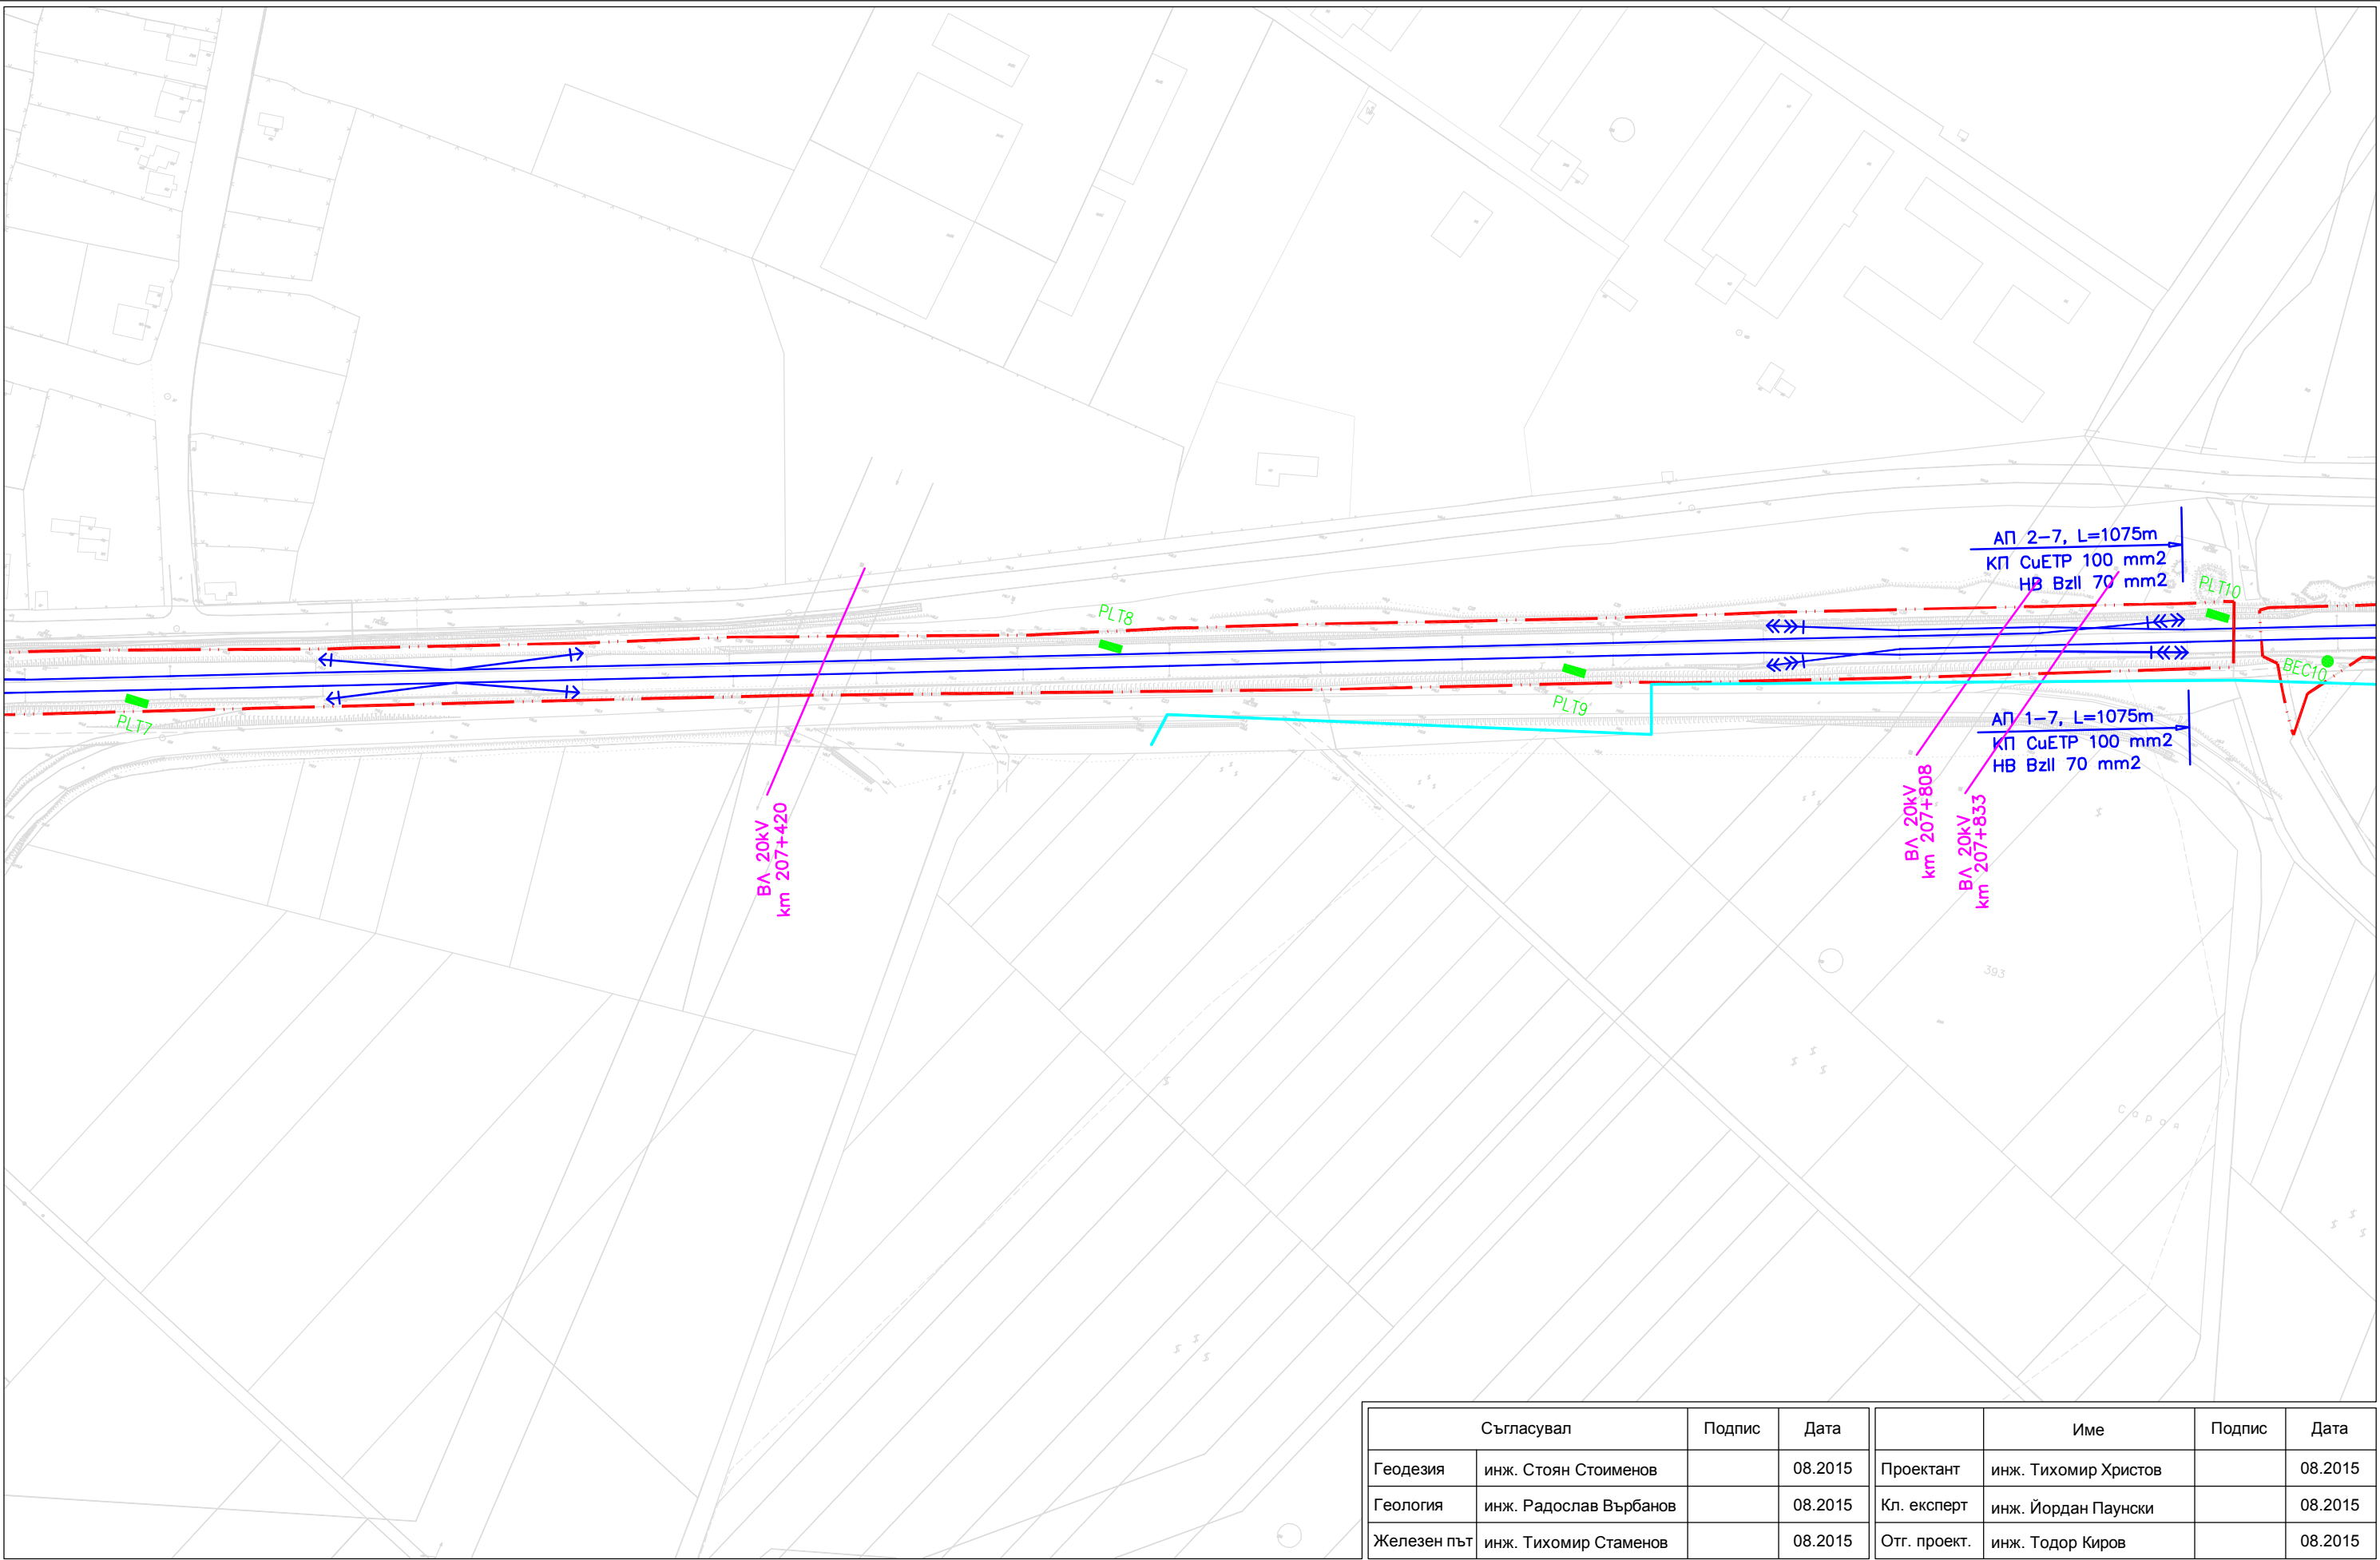 АП 2-7, L=1075m
КП CuETP 100 mm2
НВ BzII 70 mm2
PLT10
PLT8
BEC10
PLT7
PLT9
АП 1-7, L=1075m
КП CuETP 100 mm2
НВ BzII 70 mm2
ВЛ 20kV
km 207+420
ВЛ 20kV
km 207+808
ВЛ 20kV
km 207+833
393
Съгласувал Подпис Дата Име Подпис Дата
Геодезия инж. Стоян Стоименов 08.2015 Проектант инж. Тихомир Христов 08.2015
Геология инж. Радослав Върбанов 08.2015 Кл. експерт инж. Йордан Паунски 08.2015
Железен път инж. Тихомир Стаменов 08.2015 Отг. проект. инж. Тодор Киров 08.2015